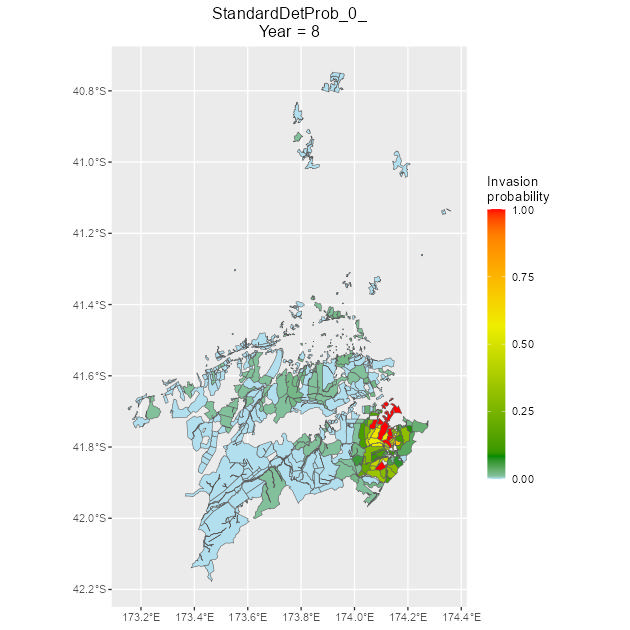 StandardDetProb_0_
Year = 8
40.8°S
41.0°S
41.2°S
41.4°S
41.6°S
41.8°S
42.0°S
42.2°S
173.2°E 173.4°E 173.6°E 173.8°E 174.0°E 174.2°E 174.4°E
Invasion
probability
1.00
0.75
0.50
0.25
0.00